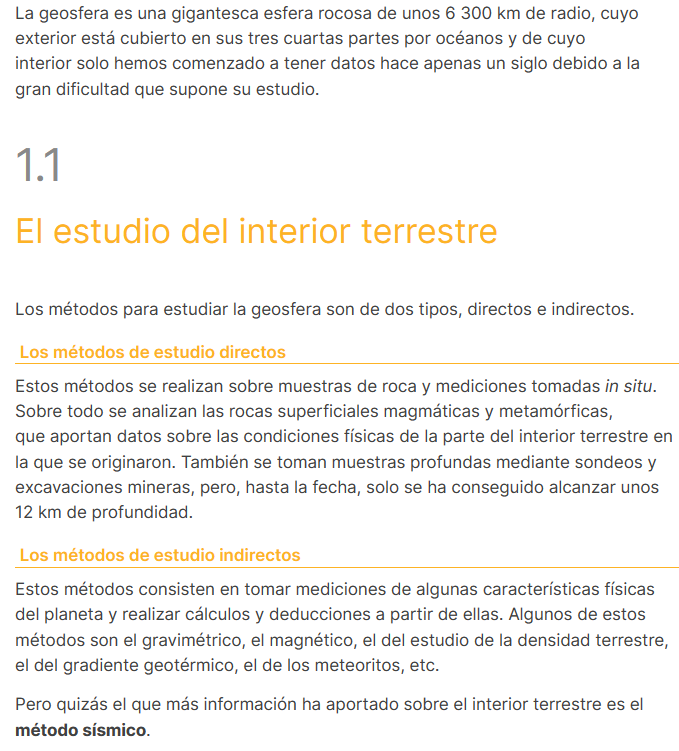 La geosfera es una gigantesca esfera rocosa de unos 6 300 km de radio, cuyo
exterior está cubierto en sus tres cuartas partes por océanos y de cuyo
interior solo hemos comenzado a tener datos hace apenas un siglo debido a la
gran dificultad que supone su estudio.
1.1
El estudio del interior terrestre
Los métodos para estudiar la geosfera son de dos tipos, directos e indirectos.
Los métodos de estudio directos
Estos métodos se realizan sobre muestras de roca y mediciones tomadas in situ.
Sobre todo se analizan las rocas superficiales magmáticas y metamórficas,
que aportan datos sobre las condiciones físicas de la parte del interior terrestre en
la que se originaron. También se toman muestras profundas mediante sondeos y
excavaciones mineras, pero, hasta la fecha, solo se ha conseguido alcanzar unos
12 km de profundidad.
Los métodos de estudio indirectos
Estos métodos consisten en tomar mediciones de algunas características físicas
del planeta y realizar cálculos y deducciones a partir de ellas. Algunos de estos
métodos son el gravimétrico, el magnético, el del estudio de la densidad terrestre,
el del gradiente geotérmico, el de los meteoritos, etc.
Pero quizás el que más información ha aportado sobre el interior terrestre es el
método sísmico.